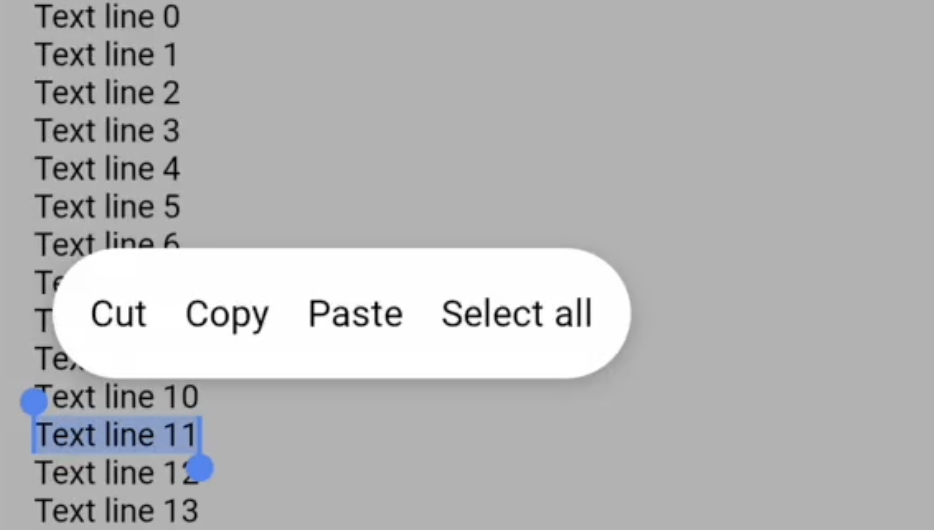 Text line 0
Text line 1
Text line 2
Text line 3
Text line 4
Text line 5
Text line 6
Cut Copy Paste Select all
Text line 10
Text line 11
Text line 12
Text line 13